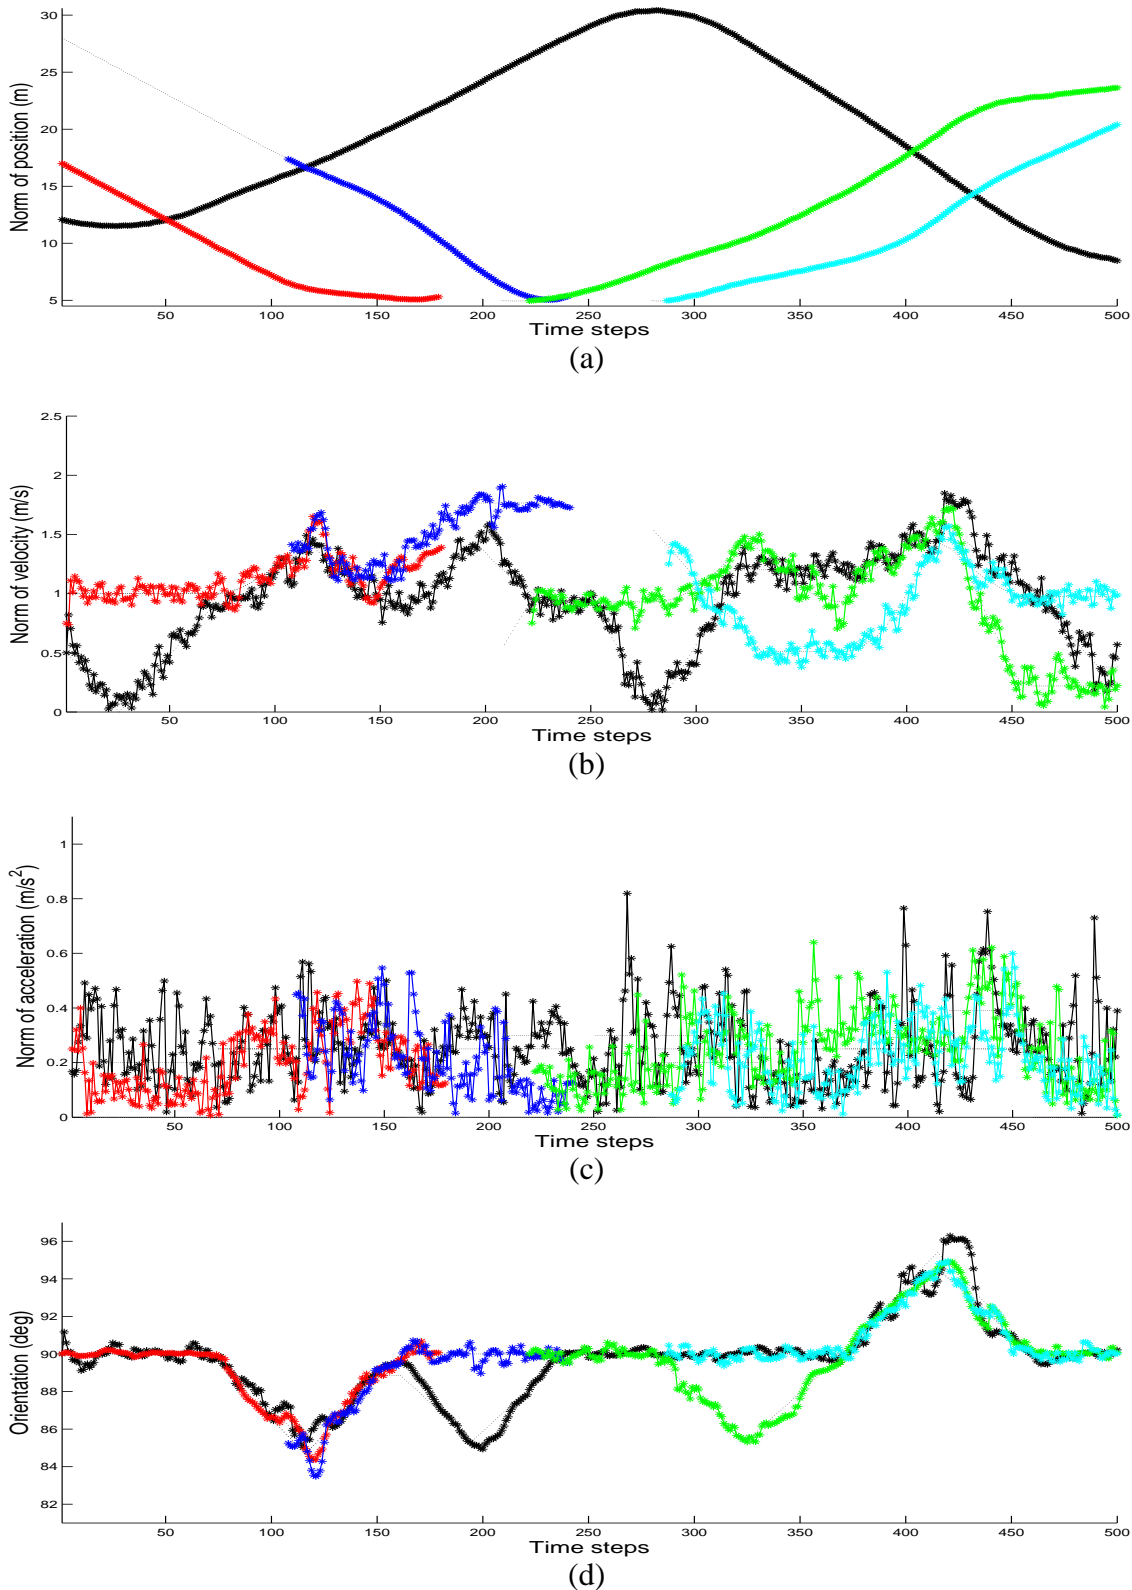 30
25
20
15
10
5
Norm of position (m)
50 100 150 200 250 300 350 400 450 500
Time steps
(a)
2.5
2
1.5
1
0.5
0
Norm of velocity (m/s)
50 100 150 200 250 300 350 400 450 500
Time steps
(b)
1
0.8
0.6
0.4
0.2
0
Norm of acceleration (m/s²)
50 100 150 200 250 300 350 400 450 500
Time steps
(c)
96
94
92
90
88
86
84
82
Orientation (deg)
50 100 150 200 250 300 350 400 450 500
Time steps
(d)